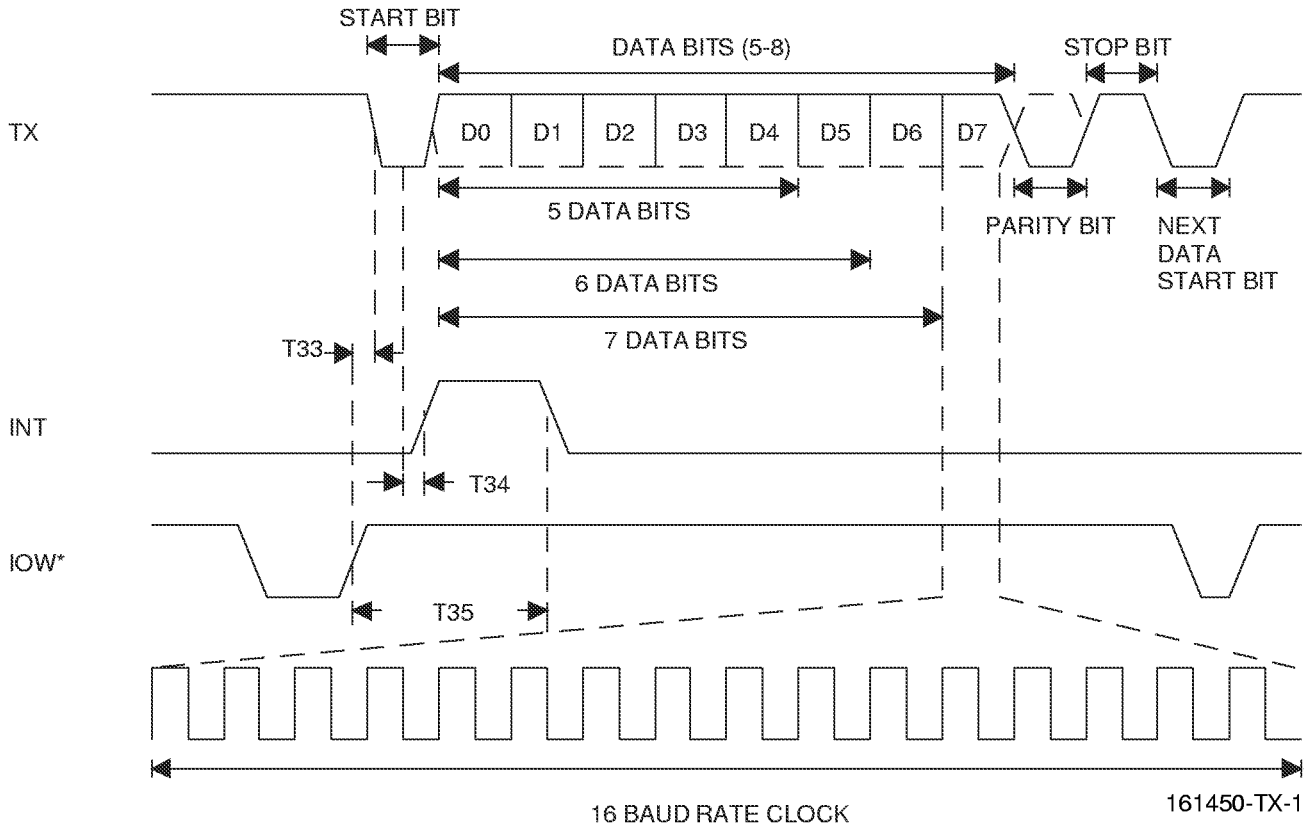 START BIT
DATA BITS (5-8)
STOP BIT
TX
D0 D1 D2 D3 D4 D5 D6 D7
5 DATA BITS
PARITY BIT
NEXT
DATA
START BIT
6 DATA BITS
7 DATA BITS
T33
INT
T34
IOW*
T35
16 BAUD RATE CLOCK
161450-TX-1